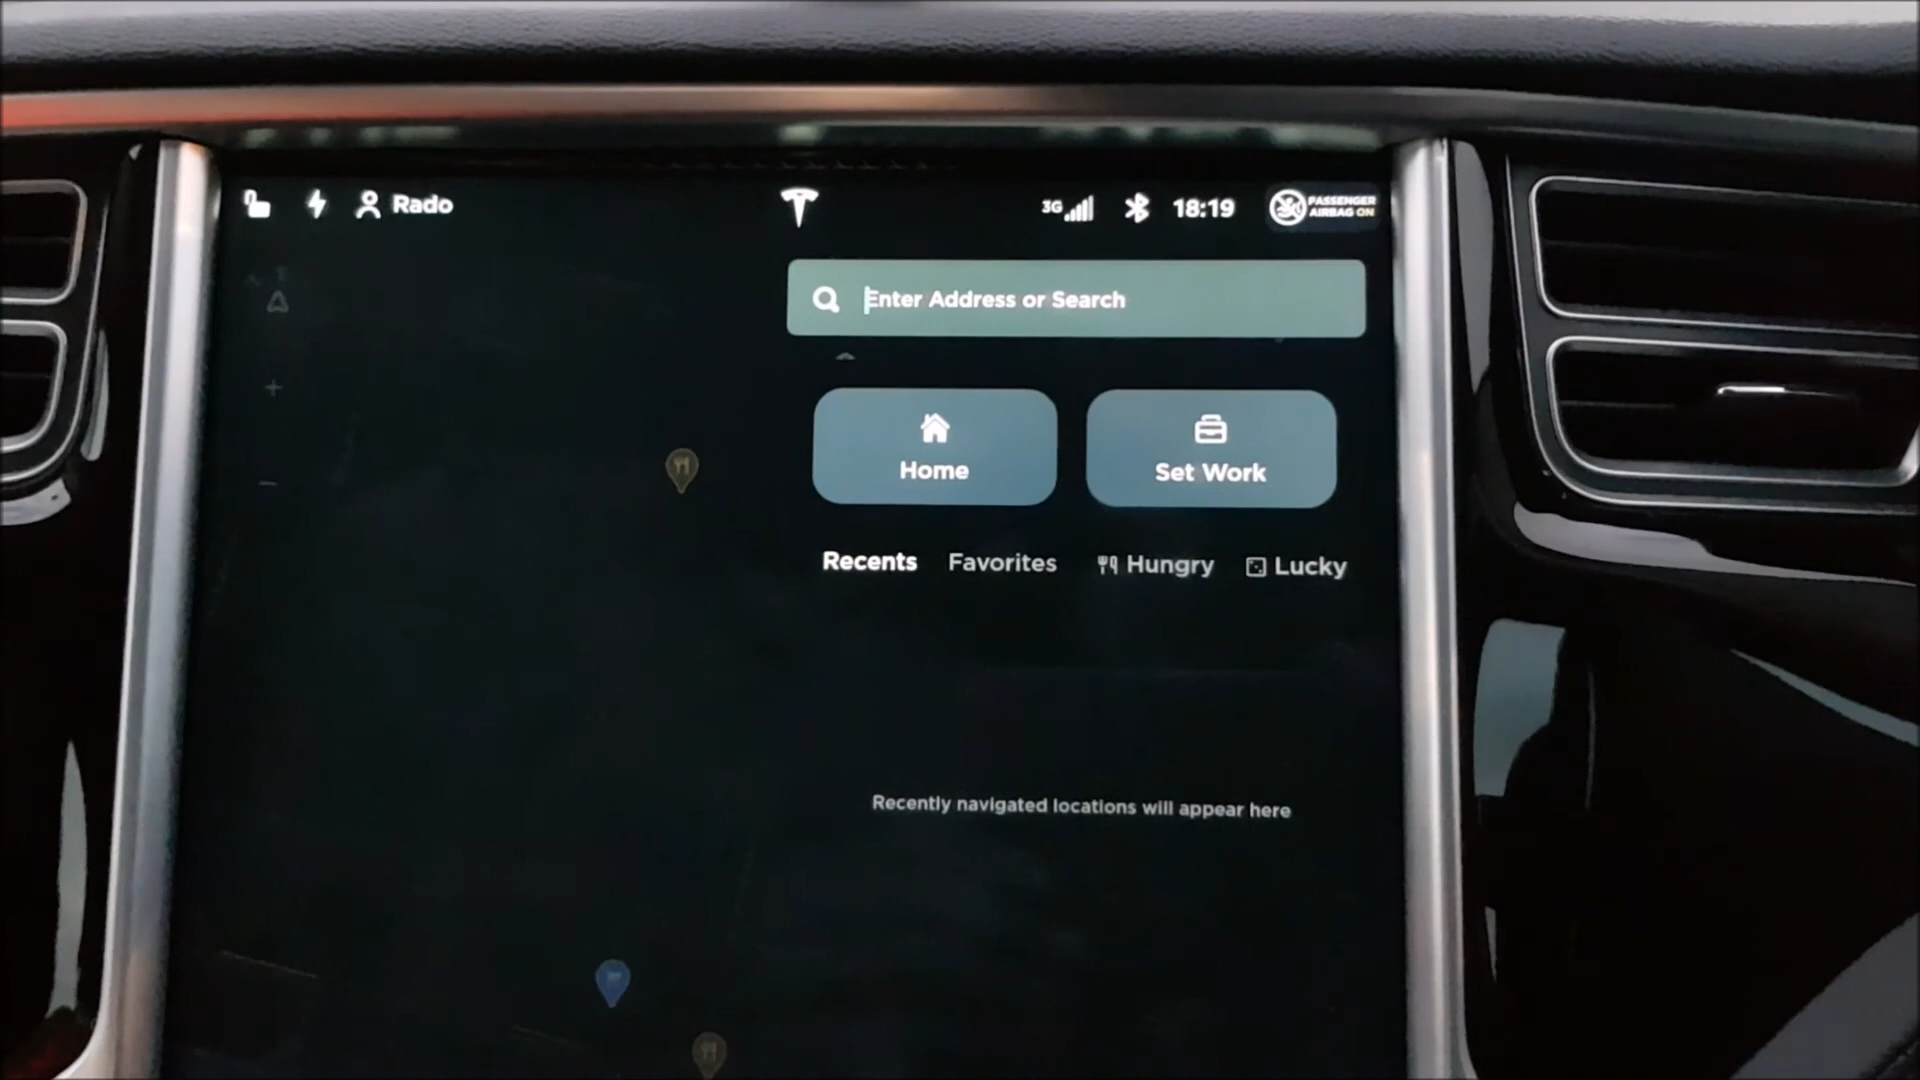 Rado
3G
18:19
PASSENGER
AIRBAG ON
Enter Address or Search
Home
Set Work
Recents
Favorites
Hungry
Lucky
Recently navigated locations will appear here